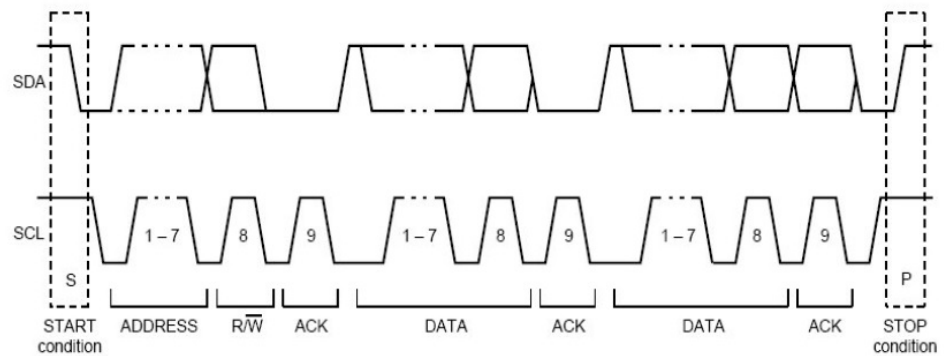 SDA
SCL
1 – 7 8 9 1 – 7 8 9 1 – 7 8 9
S P
START condition ADDRESS R/W̅ ACK DATA ACK DATA ACK STOP condition